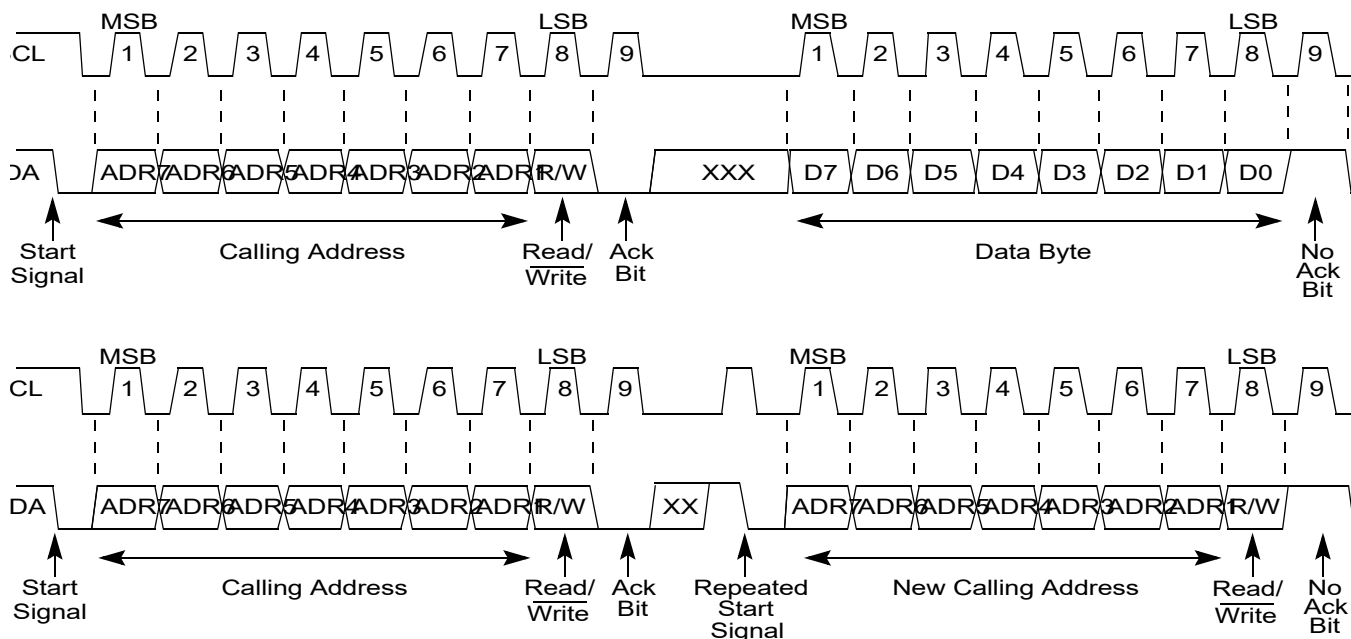 MSB LSB MSB LSB
CL 1 2 3 4 5 6 7 8 9 1 2 3 4 5 6 7 8 9
DA ADR7 ADR6 ADR5 ADR4 ADR3 ADR2 ADR1 R/W XXX D7 D6 D5 D4 D3 D2 D1 D0
Start Calling Address Read/ Ack Data Byte No
Signal Write Bit Ack
Bit
MSB LSB MSB LSB
CL 1 2 3 4 5 6 7 8 9 1 2 3 4 5 6 7 8 9
DA ADR7 ADR6 ADR5 ADR4 ADR3 ADR2 ADR1 R/W XX ADR7 ADR6 ADR5 ADR4 ADR3 ADR2 ADR1 R/W
Start Calling Address Read/ Ack Repeated New Calling Address Read/ No
Signal Write Bit Start Write Ack
Signal Bit